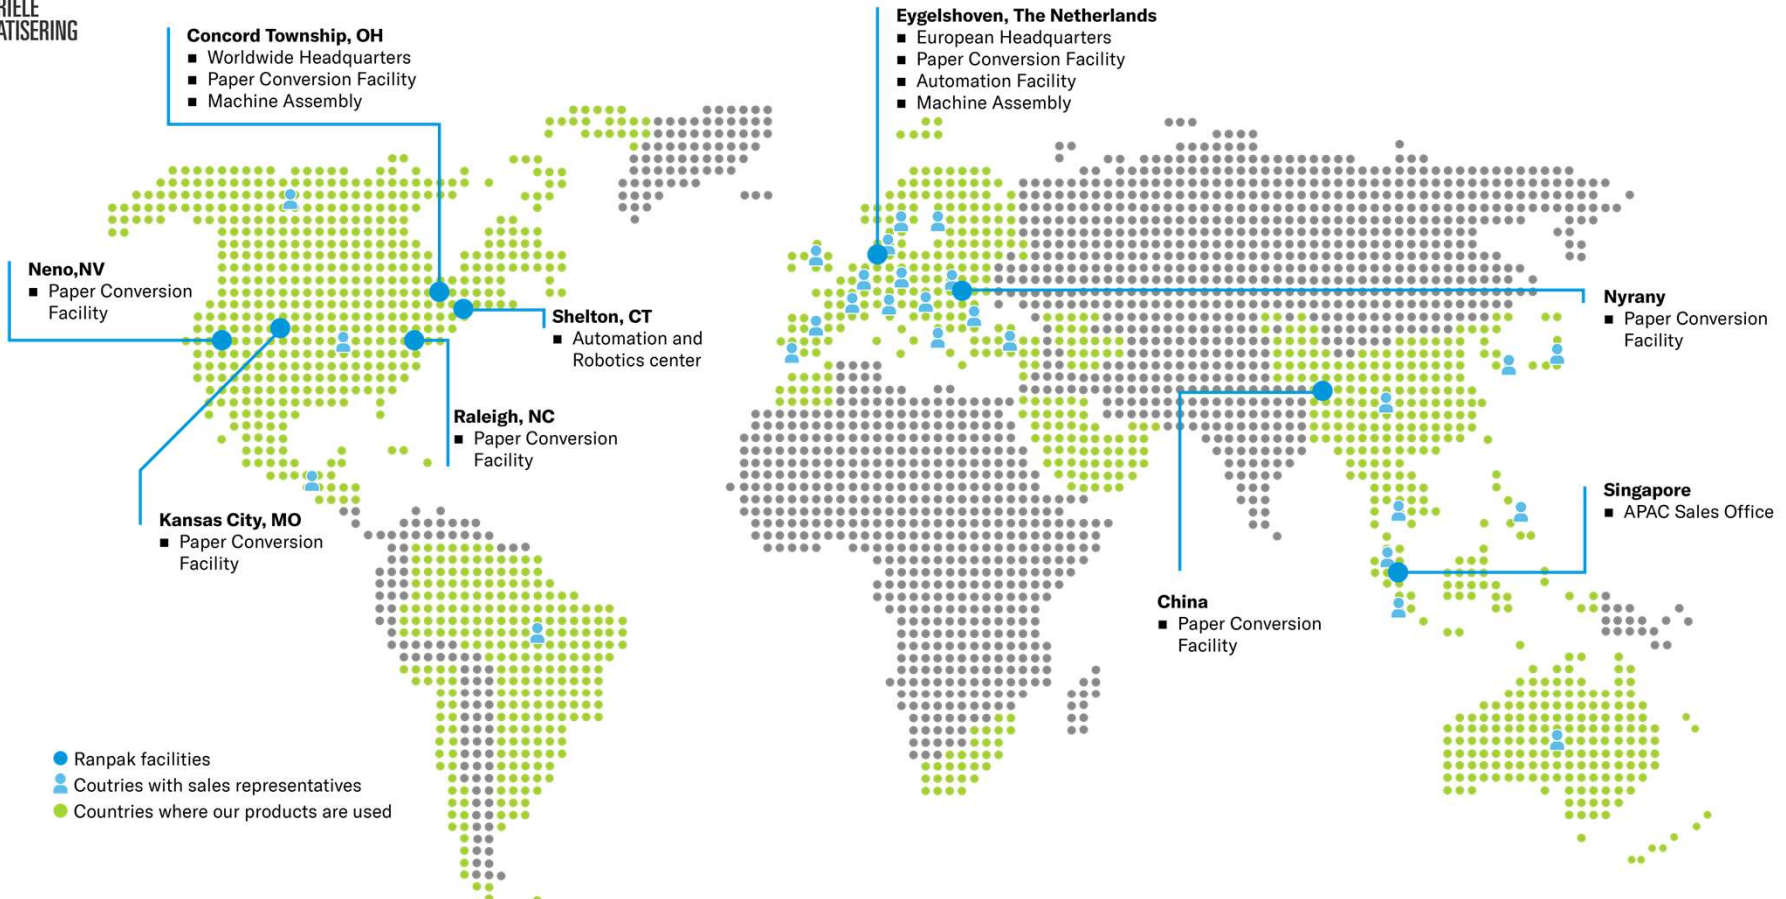 RIËLE
ATISERING
Concord Township, OH
■ Worldwide Headquarters
■ Paper Conversion Facility
■ Machine Assembly
Eygelshoven, The Netherlands
■ European Headquarters
■ Paper Conversion Facility
■ Automation Facility
■ Machine Assembly
Neno,NV
■ Paper Conversion
Facility
Shelton, CT
■ Automation and
Robotics center
Nyrany
■ Paper Conversion
Facility
Raleigh, NC
■ Paper Conversion
Facility
Kansas City, MO
■ Paper Conversion
Facility
Singapore
■ APAC Sales Office
China
■ Paper Conversion
Facility
Ranpak facilities
Coutries with sales representatives
Countries where our products are used